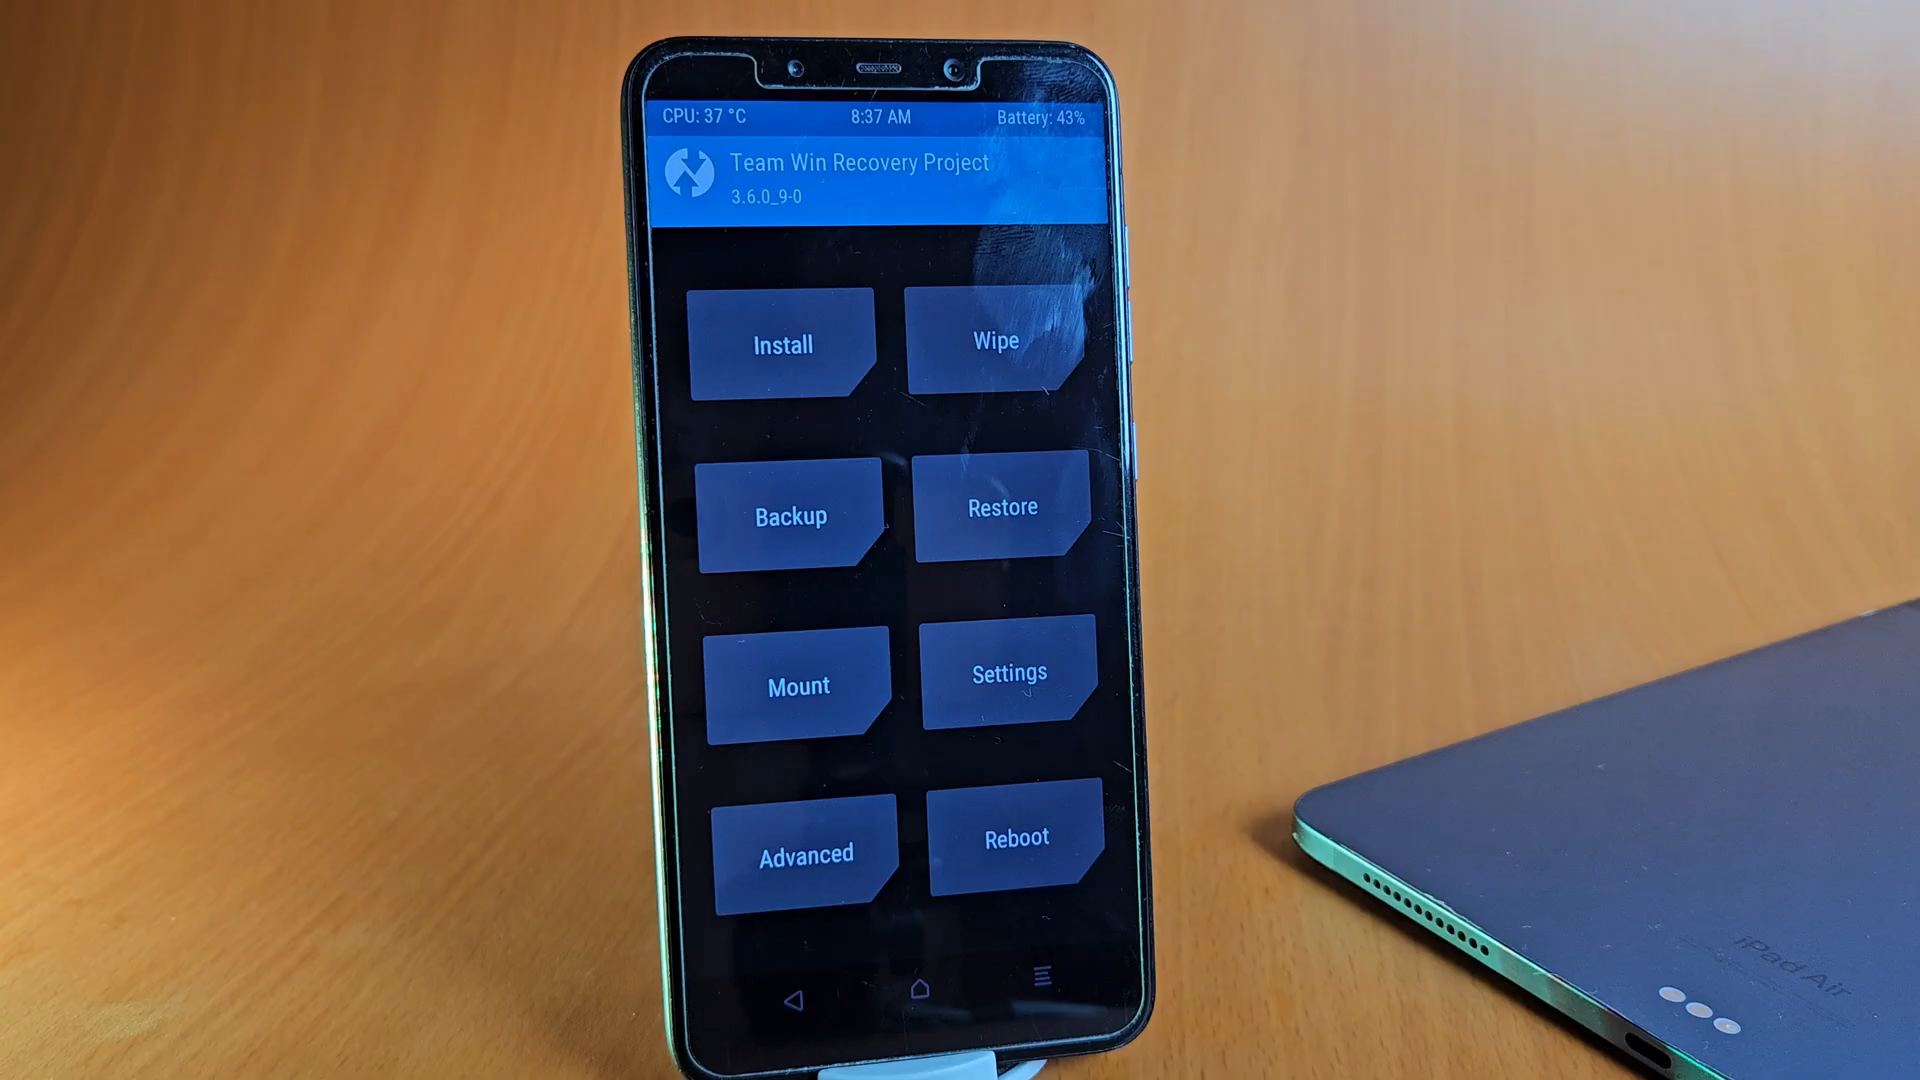 CPU: 37 °C 8:37 AM Battery: 43%
Team Win Recovery Project
3.6.0_9-0
Install Wipe
Backup Restore
Mount Settings
Advanced Reboot
iPad Air